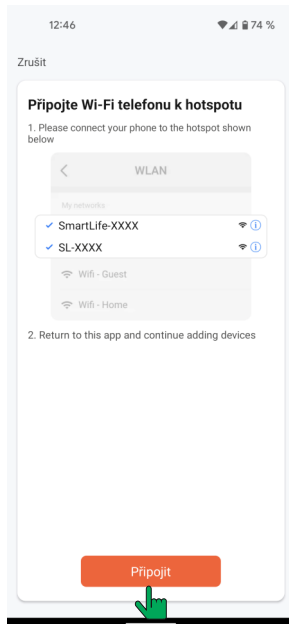 12:46 74 %
Zrušit
Připojte Wi-Fi telefonu k hotspotu
1. Please connect your phone to the hotspot shown
below
WLAN
My networks
SmartLife-XXXX
SL-XXXX
Wifi - Guest
Wifi - Home
2. Return to this app and continue adding devices
Připojit